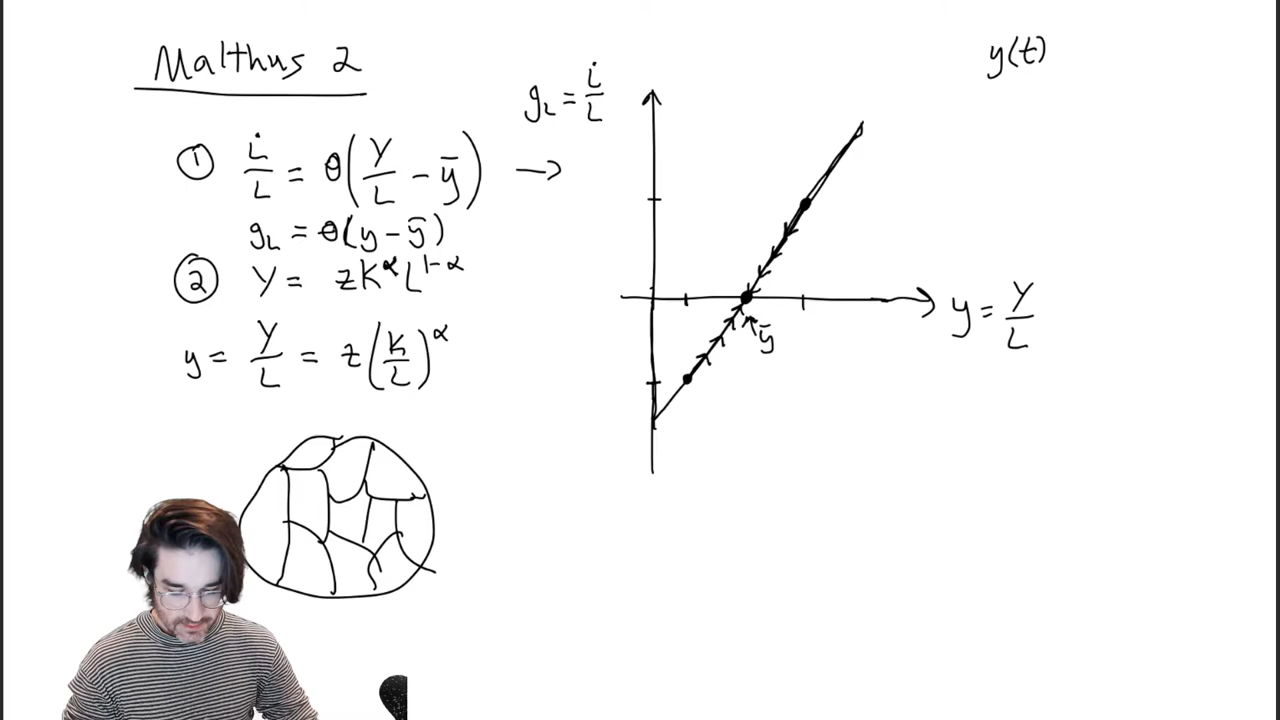 Malthus 2
① L̇/L = θ(Y/L − ȳ) →
g_L = θ(y − ȳ)
② Y = zK^α L^{1-α}
y = Y/L = z(K/L)^α
g_L = L̇/L
y(t)
ȳ
y = Y/L